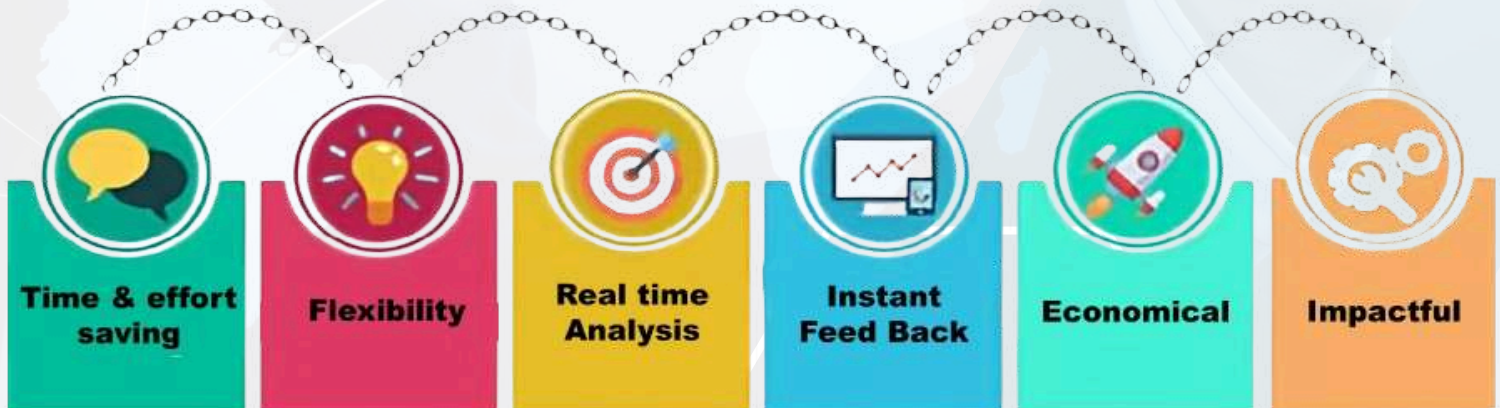 Time & effort
saving
Flexibility
Real time
Analysis
Instant
Feed Back
Economical
Impactful